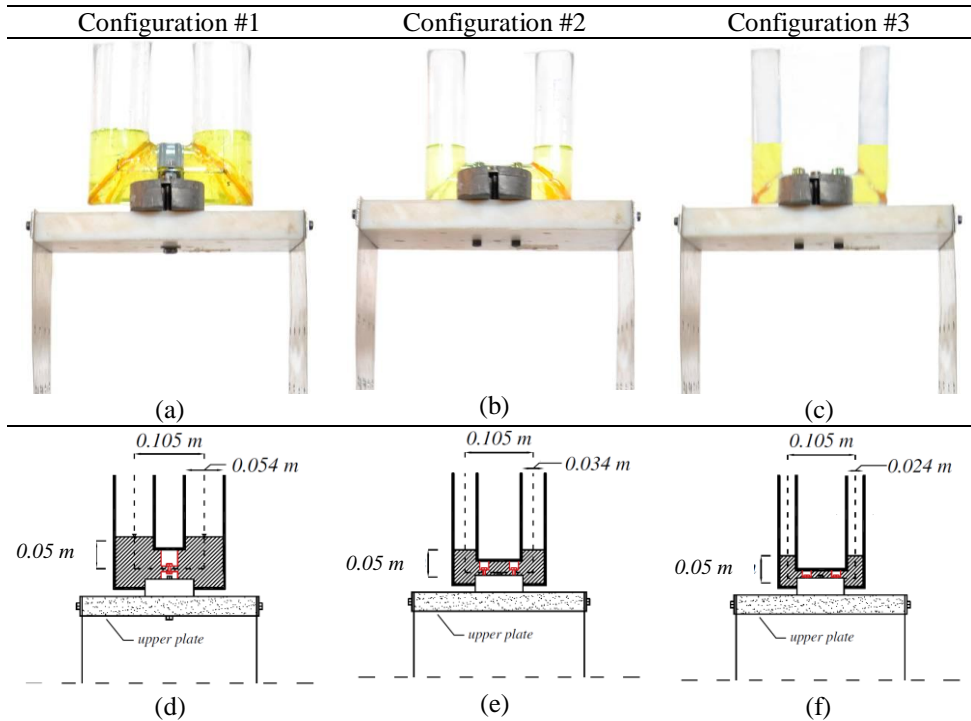 Configuration #1 Configuration #2 Configuration #3
(a) (b) (c)
0.105 m 0.105 m 0.105 m
0.054 m 0.034 m 0.024 m
0.05 m 0.05 m 0.05 m
upper plate upper plate upper plate
(d) (e) (f)